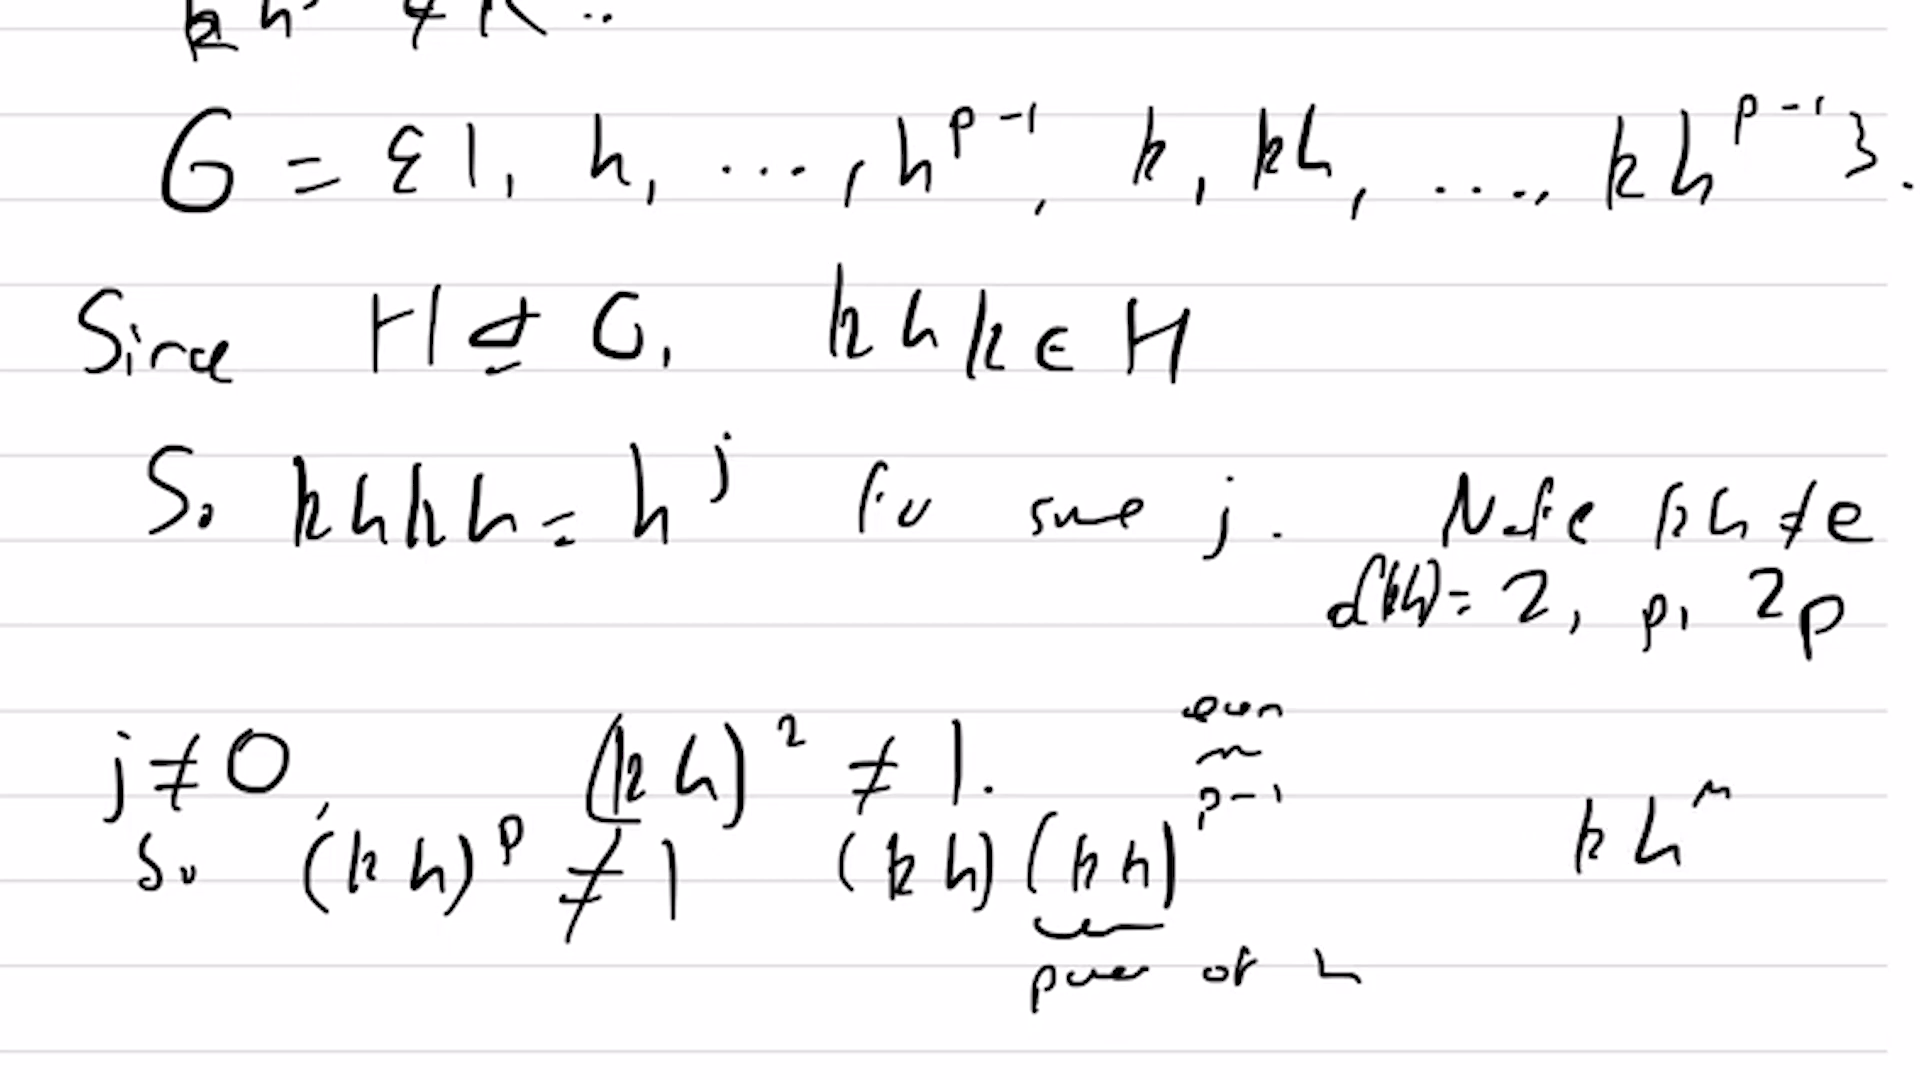 G = {1, h, ..., h^{p-1}, k, kh, ...., kh^{p-1}}.
Since H ⊴ G, khk ∈ H
So khkh = h^j for some j. Note kh ≠ e
o(kh) = 2, p, 2p
j ≠ 0, (kh)^2 ≠ 1. even
So (kh)^p ≠ 1 (kh)(kh)^{p-1} kh^m
power of h